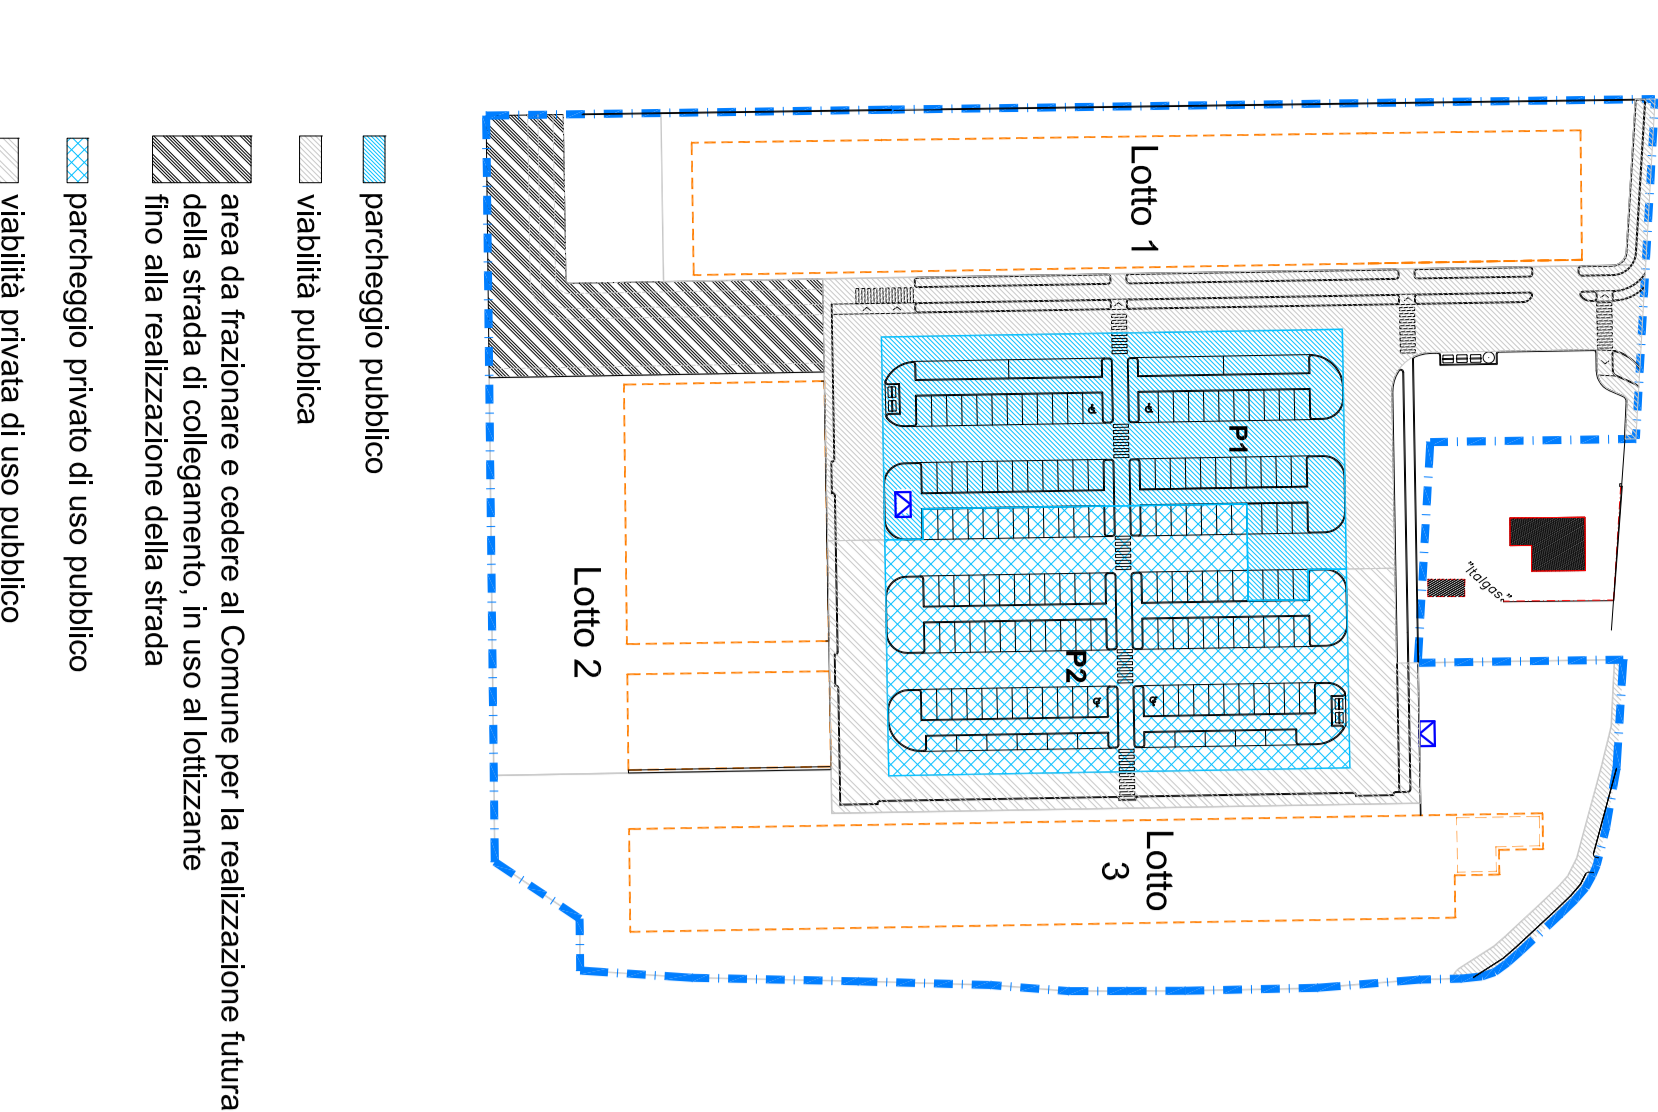 parcheggio pubblico
viabilità pubblica
area da frazionare e cedere al Comune per la realizzazione futura
della strada di collegamento, in uso al lottizzante
fino alla realizzazione della strada
parcheggio privato di uso pubblico
viabilità privata di uso pubblico
Lotto 1
P1
"Italgas"
Lotto 2
P2
Lotto
3